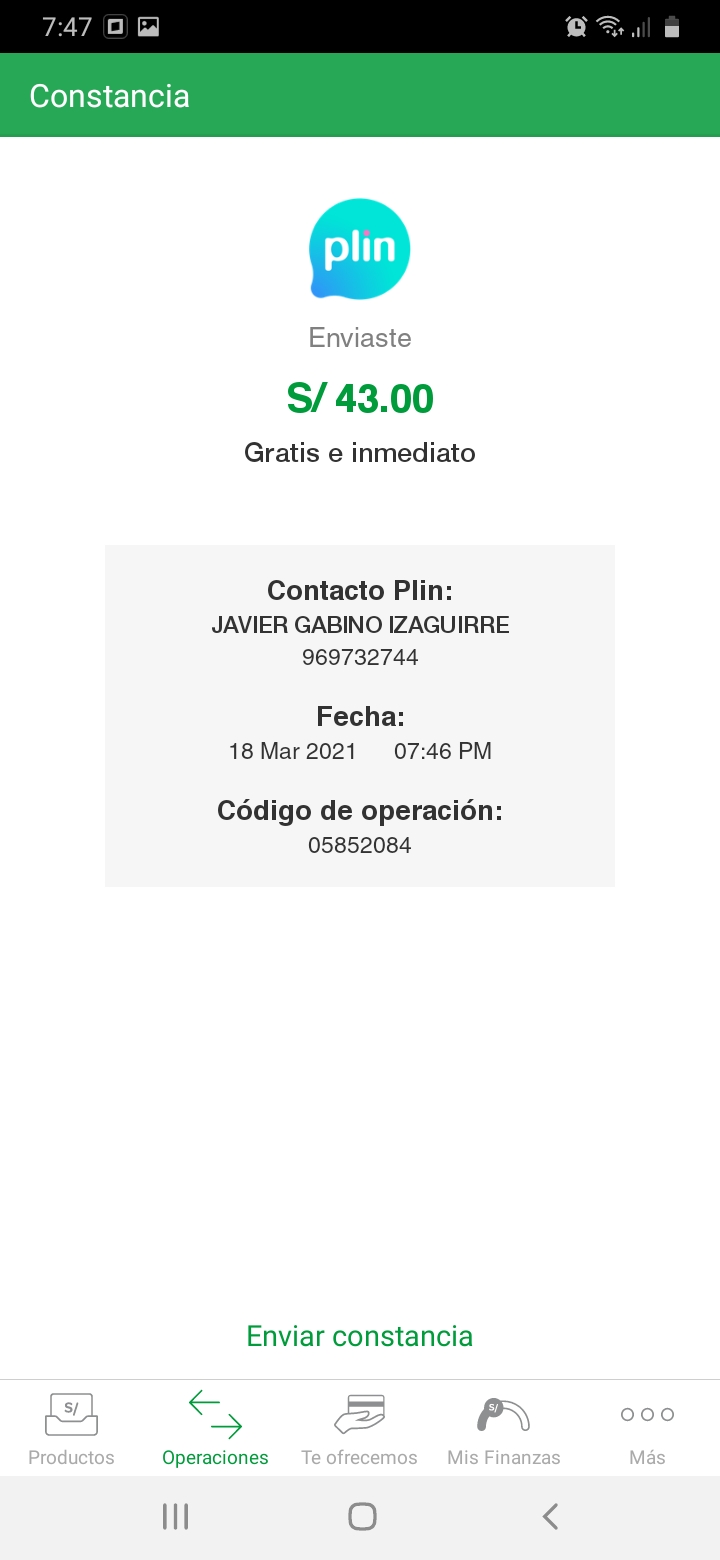 7:47
Constancia
plin
Enviaste
S/ 43.00
Gratis e inmediato
Contacto Plin:
JAVIER GABINO IZAGUIRRE
969732744
Fecha:
18 Mar 2021 07:46 PM
Código de operación:
05852084
Enviar constancia
S/
S/
Productos
Operaciones
Te ofrecemos
Mis Finanzas
Más